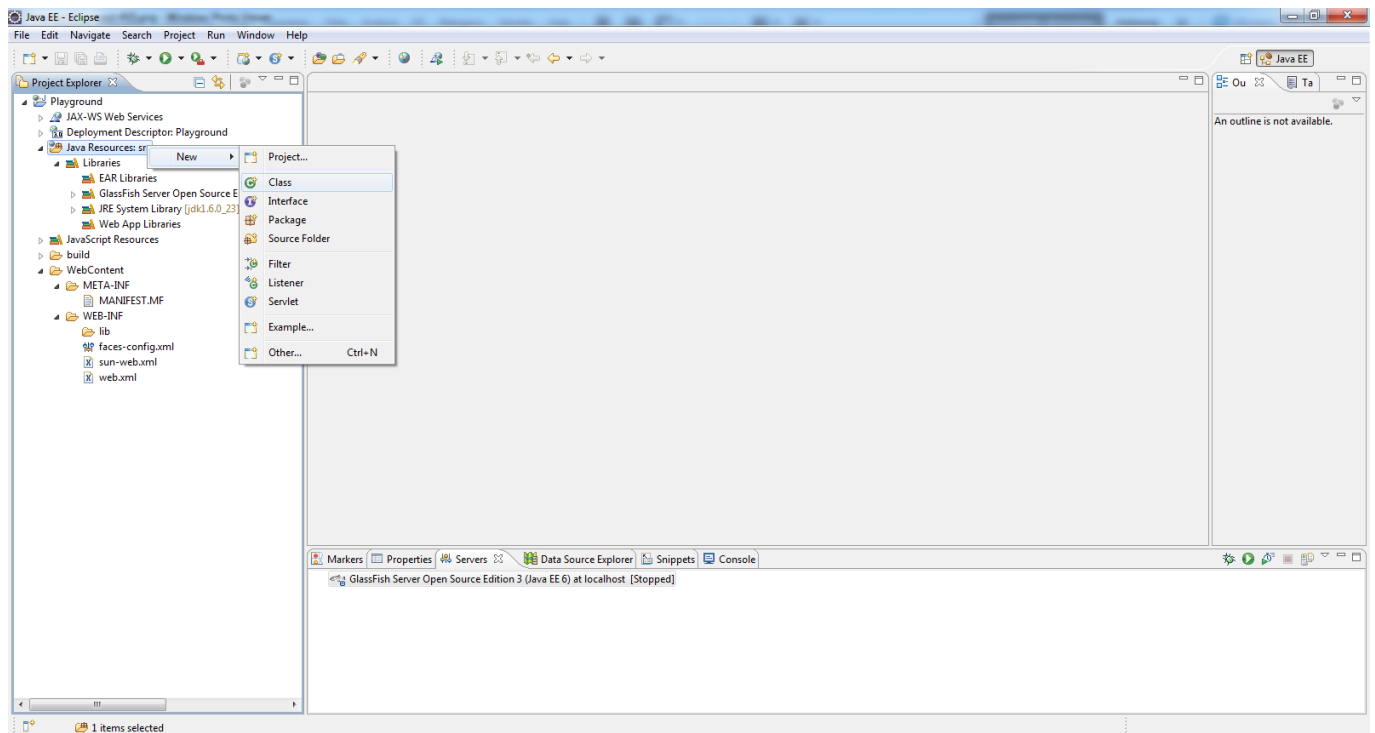 Java EE - Eclipse
File Edit Navigate Search Project Run Window Help
Java EE
Project Explorer
Ou
Ta
Playground
JAX-WS Web Services
An outline is not available.
Deployment Descriptor: Playground
Java Resources: sr
New
Project...
Libraries
EAR Libraries
Class
GlassFish Server Open Source E
Interface
JRE System Library [jdk1.6.0_23]
Package
Web App Libraries
JavaScript Resources
Source Folder
build
Filter
WebContent
Listener
META-INF
MANIFEST.MF
Servlet
WEB-INF
Example...
lib
faces-config.xml
Other... Ctrl+N
sun-web.xml
web.xml
Markers Properties Servers Data Source Explorer Snippets Console
GlassFish Server Open Source Edition 3 (Java EE 6) at localhost [Stopped]
1 items selected